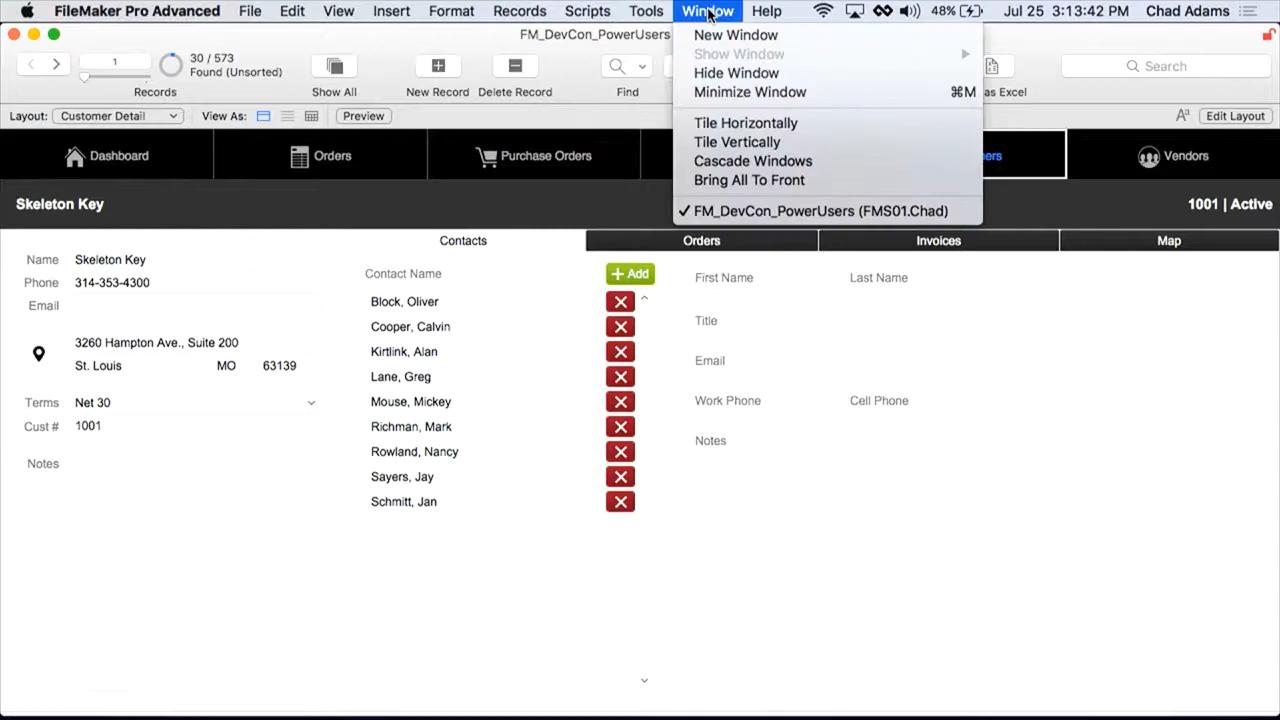 FileMaker Pro Advanced File Edit View Insert Format Records Scripts Tools Window Help 48% Jul 25 3:13:42 PM Chad Adams
FM_DevCon_PowerUsers
New Window
Show Window
Hide Window
Minimize Window ⌘M
Tile Horizontally
Tile Vertically
Cascade Windows
Bring All To Front
✓ FM_DevCon_PowerUsers (FMS01.Chad)
1
30 / 573
Found (Unsorted)
Search
Records Show All New Record Delete Record Find as Excel
Layout: Customer Detail View As: Preview Aa Edit Layout
Dashboard Orders Purchase Orders Vendors
Skeleton Key 1001 | Active
Contacts Orders Invoices Map
Name Skeleton Key
Phone 314-353-4300
Email
3260 Hampton Ave., Suite 200
St. Louis MO 63139
Terms Net 30
Cust # 1001
Notes
Contact Name + Add
Block, Oliver
Cooper, Calvin
Kirtlink, Alan
Lane, Greg
Mouse, Mickey
Richman, Mark
Rowland, Nancy
Sayers, Jay
Schmitt, Jan
First Name Last Name
Title
Email
Work Phone Cell Phone
Notes